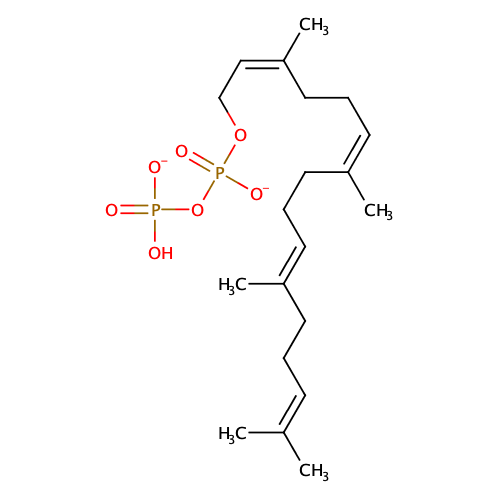 CH₃
O
O O⁻
O⁻ P
O P O CH₃
OH
H₃C
H₃C
CH₃